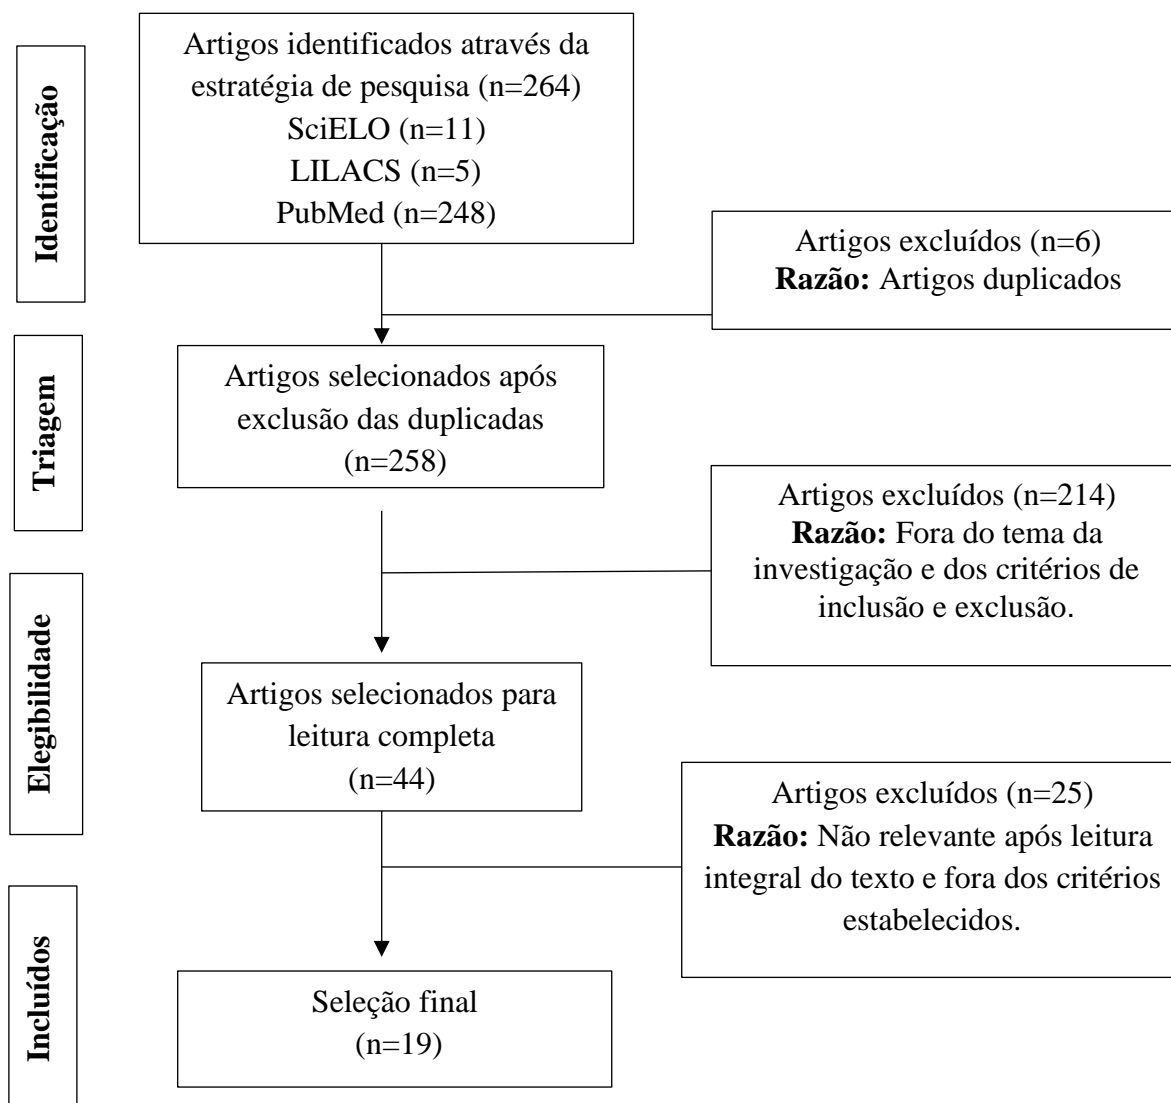 Identificação
Artigos identificados através da
estratégia de pesquisa (n=264)
SciELO (n=11)
LILACS (n=5)
PubMed (n=248)
Artigos excluídos (n=6)
Razão: Artigos duplicados
Triagem
Artigos selecionados após
exclusão das duplicadas
(n=258)
Artigos excluídos (n=214)
Razão: Fora do tema da
investigação e dos critérios de
inclusão e exclusão.
Elegibilidade
Artigos selecionados para
leitura completa
(n=44)
Artigos excluídos (n=25)
Razão: Não relevante após leitura
integral do texto e fora dos critérios
estabelecidos.
Incluídos
Seleção final
(n=19)